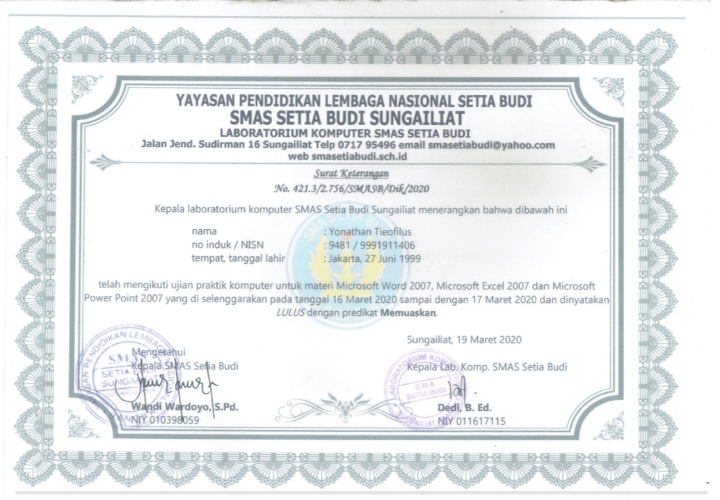 YAYASAN PENDIDIKAN LEMBAGA NASIONAL SETIA BUDI
SMAS SETIA BUDI SUNGAILIAT
LABORATORIUM KOMPUTER SMAS SETIA BUDI
Jalan Jend. Sudirman 16 Sungailiat Telp 0717 95496 email smasetiabudi@yahoo.com
web smasetiabudi.sch.id
Surat Keterangan
No. 421.3/2.756/SMASB/Dik/2020
Kepala laboratorium komputer SMAS Setia Budi Sungailiat menerangkan bahwa dibawah ini
nama : Yonathan Tieofilus
no induk / NISN : 9481 / 9991911406
tempat, tanggal lahir : Jakarta, 27 Juni 1999
telah mengikuti ujian praktik komputer untuk materi Microsoft Word 2007, Microsoft Excel 2007 dan Microsoft
Power Point 2007 yang di selenggarakan pada tanggal 16 Maret 2020 sampai dengan 17 Maret 2020 dan dinyatakan
LULUS dengan predikat Memuaskan.
Sungailiat, 19 Maret 2020
Mengetahui
Kepala SMAS Setia Budi
Kepala Lab. Komp. SMAS Setia Budi
Wandi Wardoyo, S.Pd.
NIY 010398059
Dedi, B. Ed.
NIY 011617115
SMAS
SETIA BUDI
SMA
SETIA BUDI